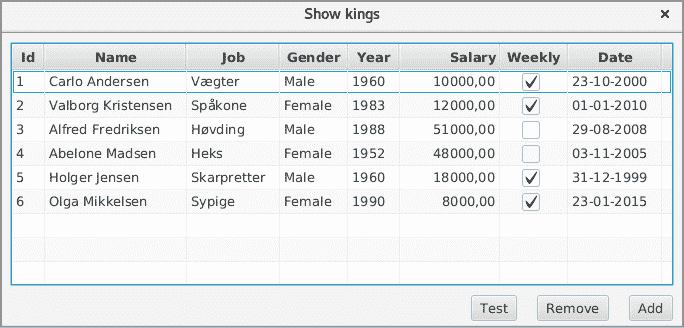 Show kings ×
Id Name Job Gender Year Salary Weekly Date
1 Carlo Andersen Vægter Male 1960 10000,00 23-10-2000
2 Valborg Kristensen Spåkone Female 1983 12000,00 01-01-2010
3 Alfred Fredriksen Høvding Male 1988 51000,00 29-08-2008
4 Abelone Madsen Heks Female 1952 48000,00 03-11-2005
5 Holger Jensen Skarpretter Male 1960 18000,00 31-12-1999
6 Olga Mikkelsen Sypige Female 1990 8000,00 23-01-2015
Test Remove Add